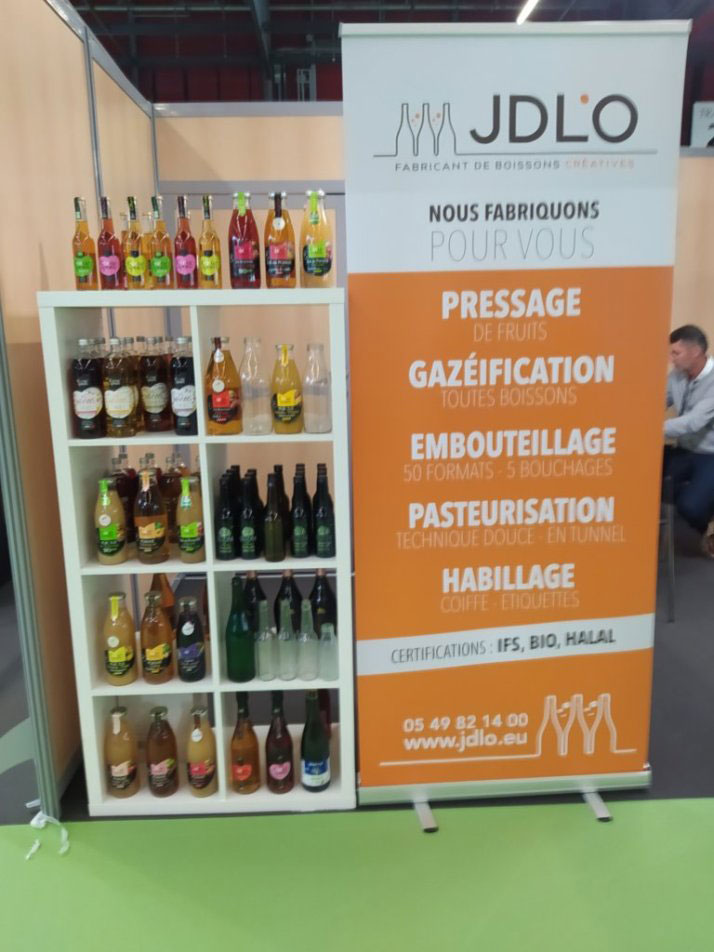 JDL'O
FABRICANT DE BOISSONS CRÉATIVES
NOUS FABRIQUONS
POUR VOUS
PRESSAGE
DE FRUITS
GAZÉIFICATION
TOUTES BOISSONS
EMBOUTEILLAGE
50 FORMATS - 5 BOUCHAGES
PASTEURISATION
TECHNIQUE DOUCE - EN TUNNEL
HABILLAGE
COIFFE - ETIQUETTES
CERTIFICATIONS : IFS, BIO, HALAL
05 49 82 14 00
www.jdlo.eu